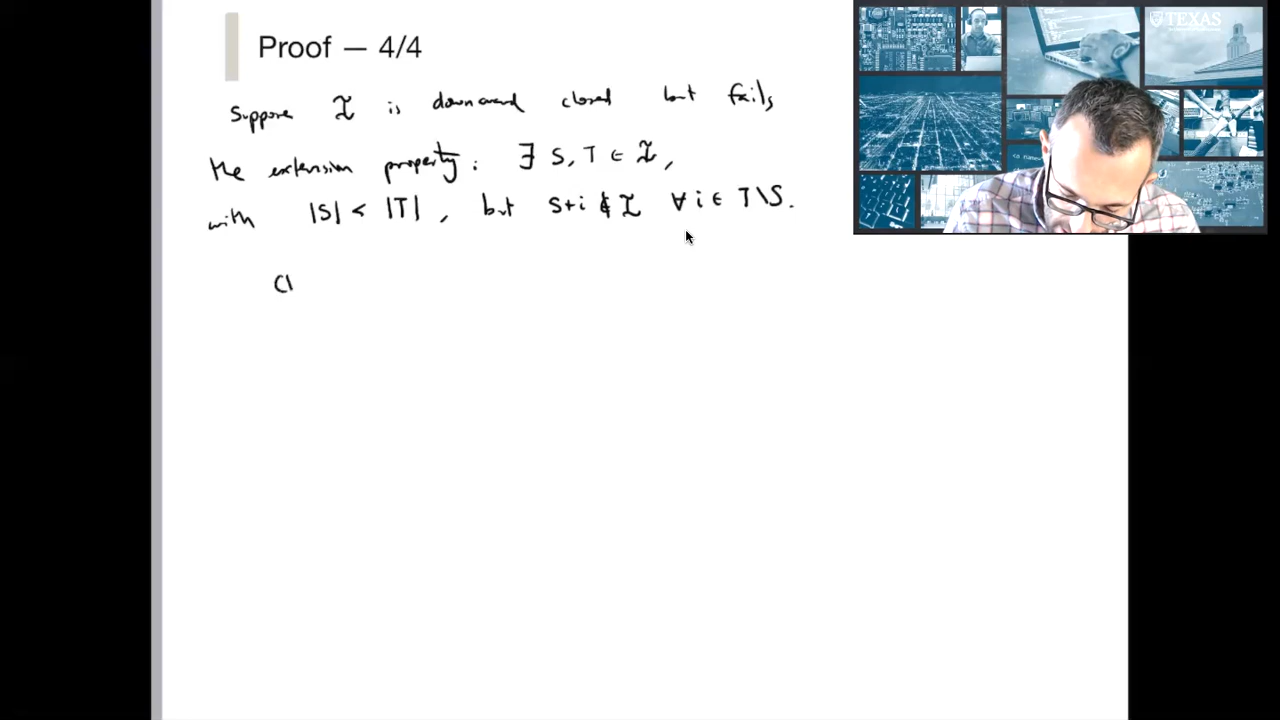 Proof — 4/4
TEXAS
Suppose I is downward closed but fails
the extension property: ∃ S, T ∈ I,
with |S| < |T|, but S+i ∉ I ∀ i ∈ T\S.